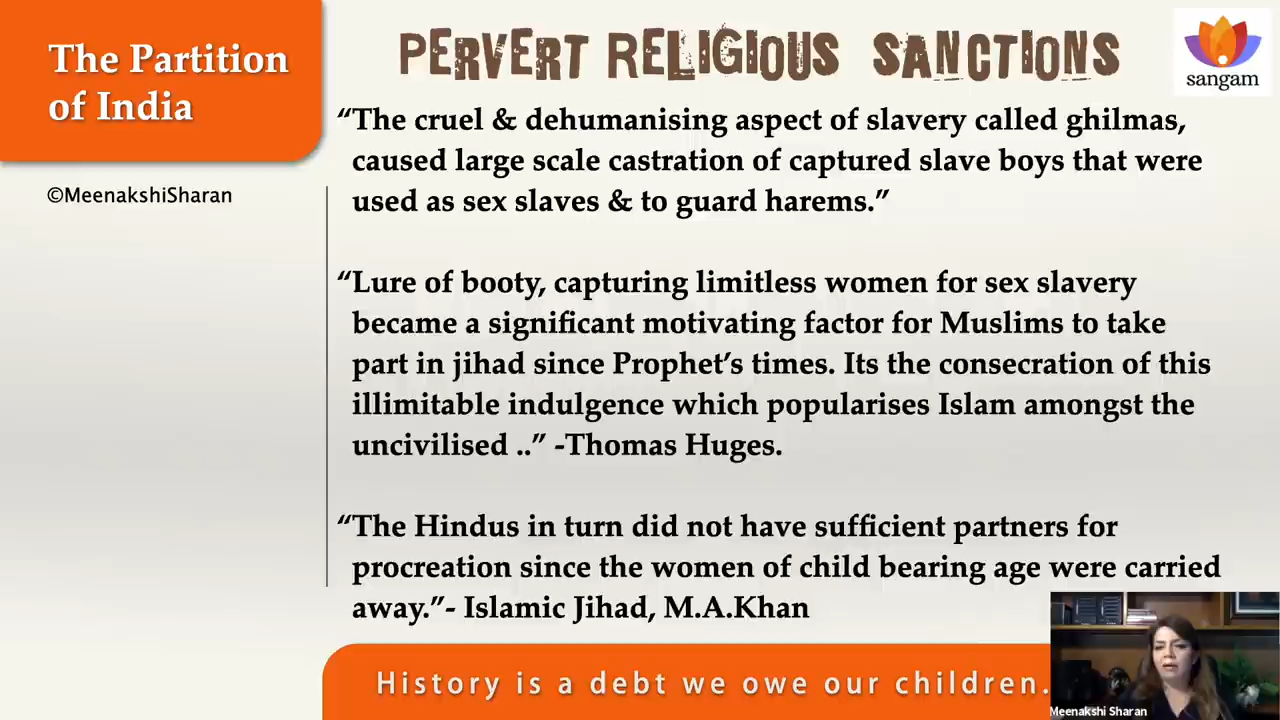 The Partition
of India
©MeenakshiSharan
PERVERT RELIGIOUS SANCTIONS
sangam
“The cruel & dehumanising aspect of slavery called ghilmas,
caused large scale castration of captured slave boys that were
used as sex slaves & to guard harems.”
“Lure of booty, capturing limitless women for sex slavery
became a significant motivating factor for Muslims to take
part in jihad since Prophet’s times. Its the consecration of this
illimitable indulgence which popularises Islam amongst the
uncivilised ..” -Thomas Huges.
“The Hindus in turn did not have sufficient partners for
procreation since the women of child bearing age were carried
away.”- Islamic Jihad, M.A.Khan
History is a debt we owe our children.
Meenakshi Sharan